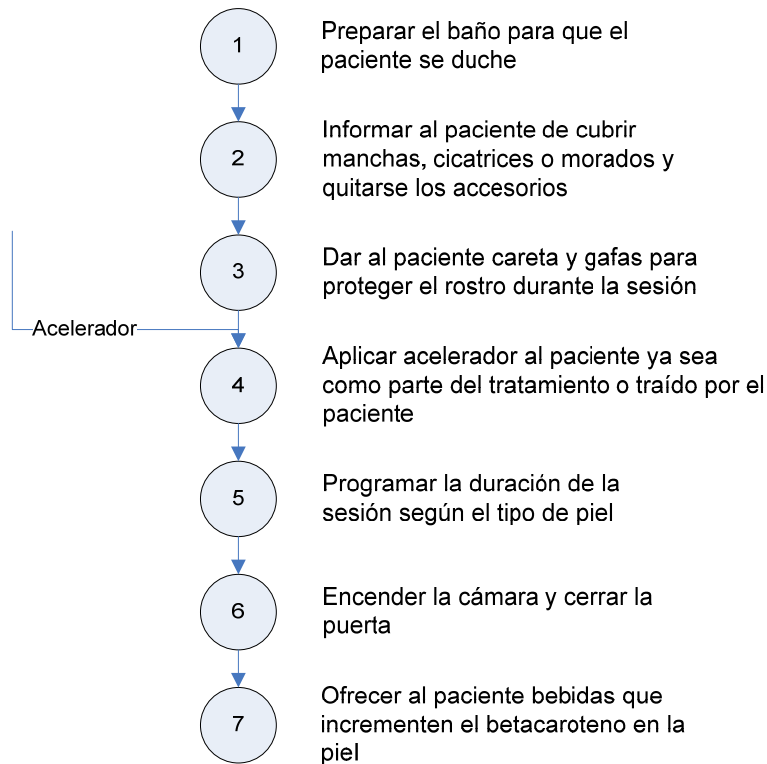 1
Preparar el baño para que el
paciente se duche
2
Informar al paciente de cubrir
manchas, cicatrices o morados y
quitarse los accesorios
3
Dar al paciente careta y gafas para
proteger el rostro durante la sesión
Acelerador
4
Aplicar acelerador al paciente ya sea
como parte del tratamiento o traído por el
paciente
5
Programar la duración de la
sesión según el tipo de piel
6
Encender la cámara y cerrar la
puerta
7
Ofrecer al paciente bebidas que
incrementen el betacaroteno en la
piel